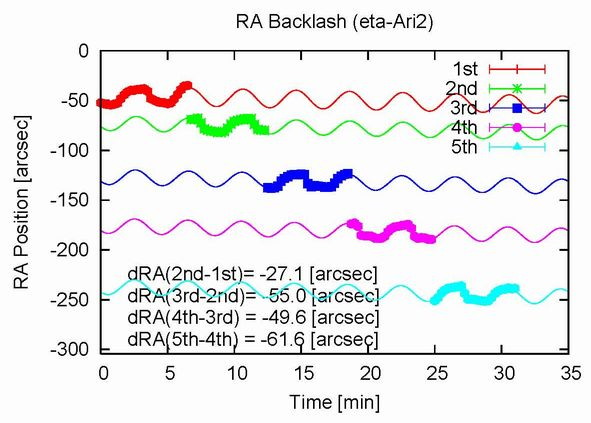 RA Backlash (eta-Ari2)
0
-50
-100
-150
-200
-250
-300
RA Position [arcsec]
1st
2nd
3rd
4th
5th
dRA(2nd-1st)= -27.1 [arcsec]
dRA(3rd-2nd)= -55.0 [arcsec]
dRA(4th-3rd) = -49.6 [arcsec]
dRA(5th-4th) = -61.6 [arcsec]
0 5 10 15 20 25 30 35
Time [min]